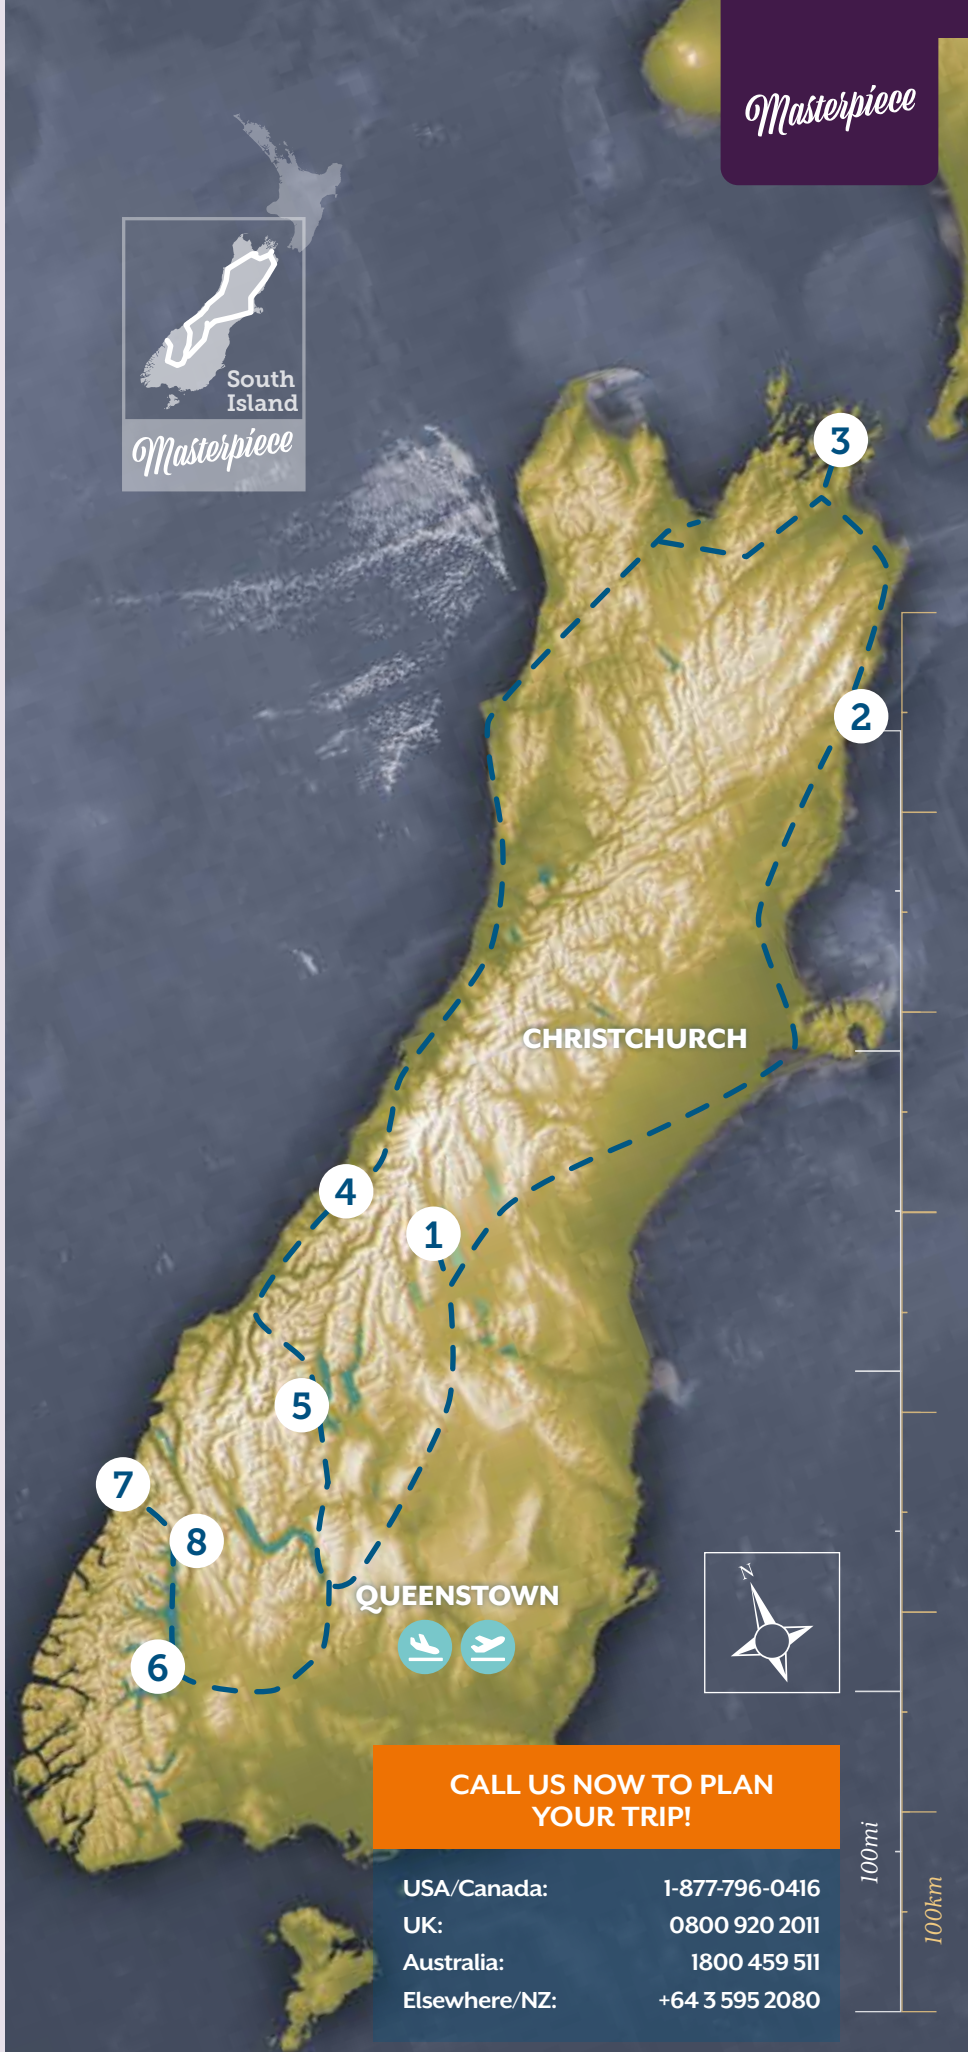 Masterpiece
South
Island
Masterpiece
3
2
CHRISTCHURCH
4
1
5
7
8
QUEENSTOWN
6
N
CALL US NOW TO PLAN
YOUR TRIP!
USA/Canada: 1-877-796-0416
UK: 0800 920 2011
Australia: 1800 459 511
Elsewhere/NZ: +64 3 595 2080
100mi
100km